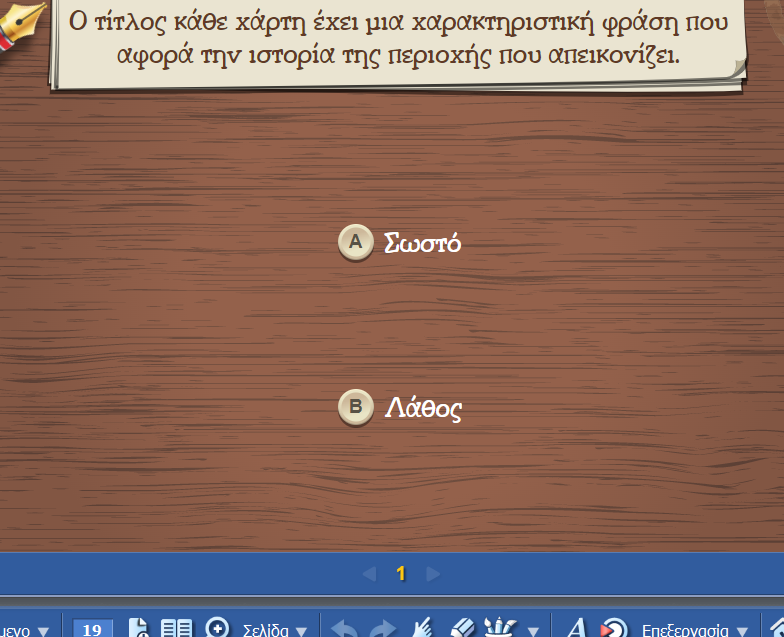 Ο τίτλος κάθε χάρτη έχει μια χαρακτηριστική φράση που
αφορά την ιστορία της περιοχής που απεικονίζει.
A Σωστό
B Λάθος
1
19 Σελίδα A Επεξεργασία